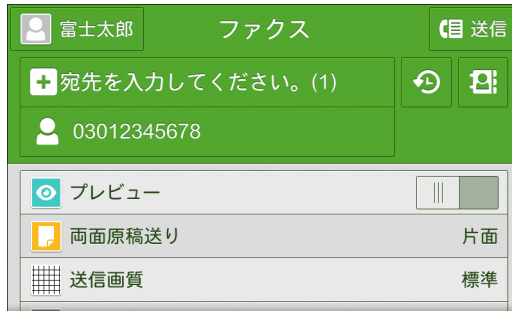 富士太郎 ファクス 送信
宛先を入力してください。(1)
03012345678
プレビュー
両面原稿送り 片面
送信画質 標準